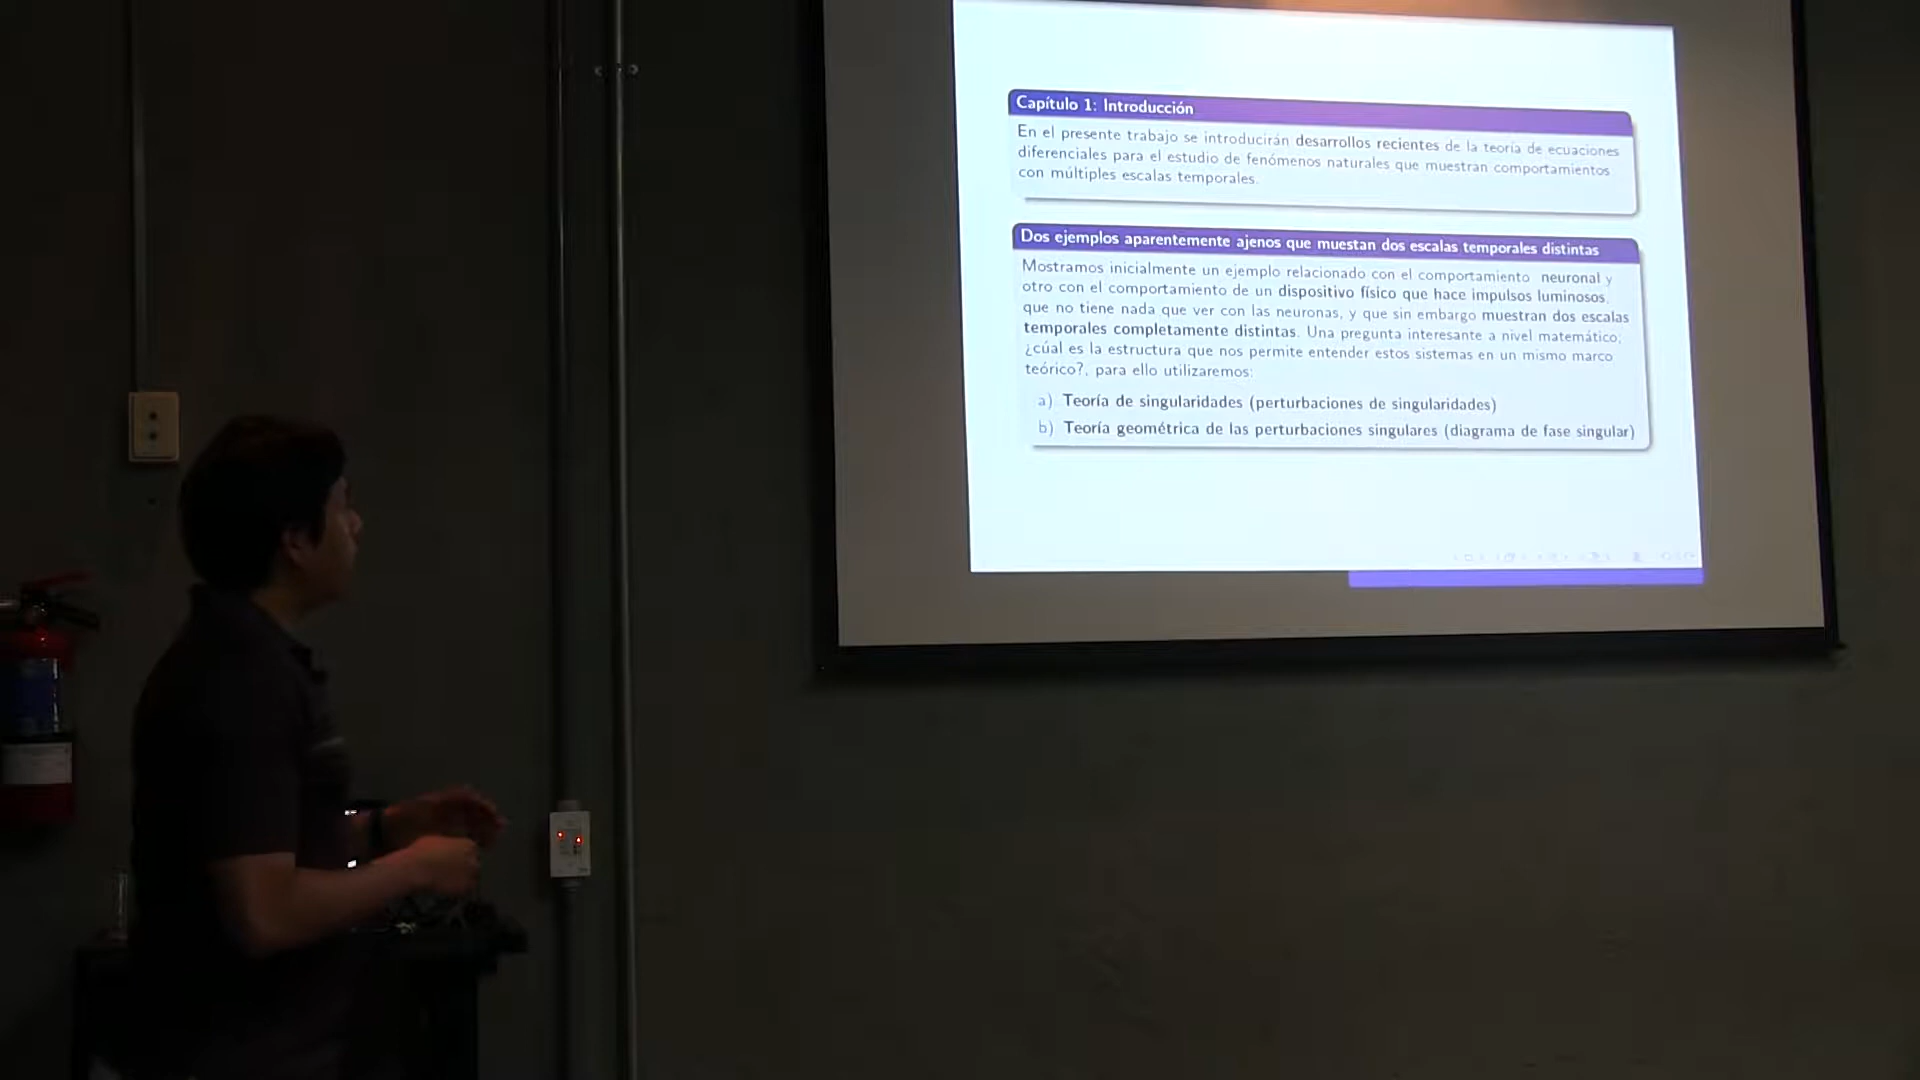 Capítulo 1: Introducción
En el presente trabajo se introducirán desarrollos recientes de la teoría de ecuaciones
diferenciales para el estudio de fenómenos naturales que muestran comportamientos
con múltiples escalas temporales.
Dos ejemplos aparentemente ajenos que muestan dos escalas temporales distintas
Mostramos inicialmente un ejemplo relacionado con el comportamiento neuronal y
otro con el comportamiento de un dispositivo físico que hace impulsos luminosos,
que no tiene nada que ver con las neuronas, y que sin embargo muestran dos escalas
temporales completamente distintas. Una pregunta interesante a nivel matemático;
¿cúal es la estructura que nos permite entender estos sistemas en un mismo marco
teórico?, para ello utilizaremos:
a) Teoría de singularidades (perturbaciones de singularidades)
b) Teoría geométrica de las perturbaciones singulares (diagrama de fase singular)